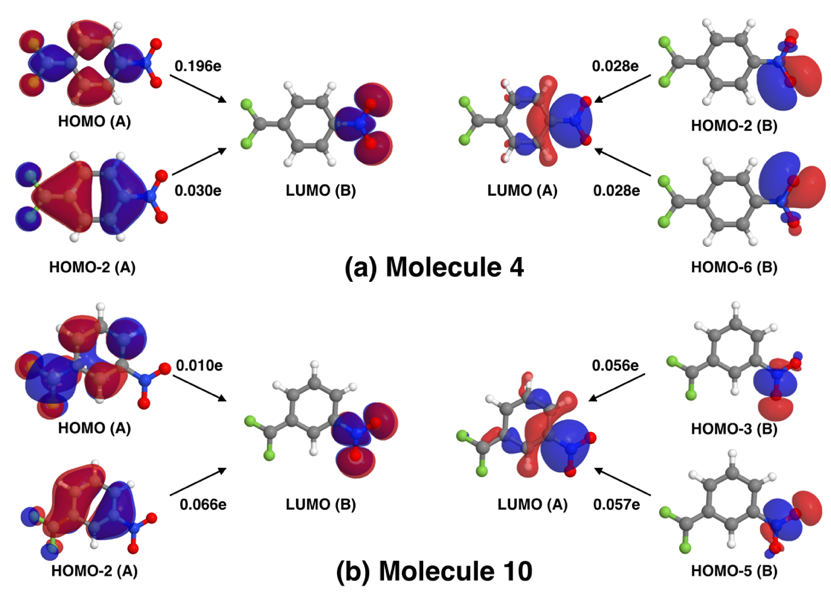 0.196e
HOMO (A)
0.030e
LUMO (B)
HOMO-2 (A)
0.028e
HOMO-2 (B)
0.028e
LUMO (A)
HOMO-6 (B)
(a) Molecule 4
0.010e
HOMO (A)
0.066e
LUMO (B)
HOMO-2 (A)
0.056e
HOMO-3 (B)
LUMO (A)
0.057e
HOMO-5 (B)
(b) Molecule 10